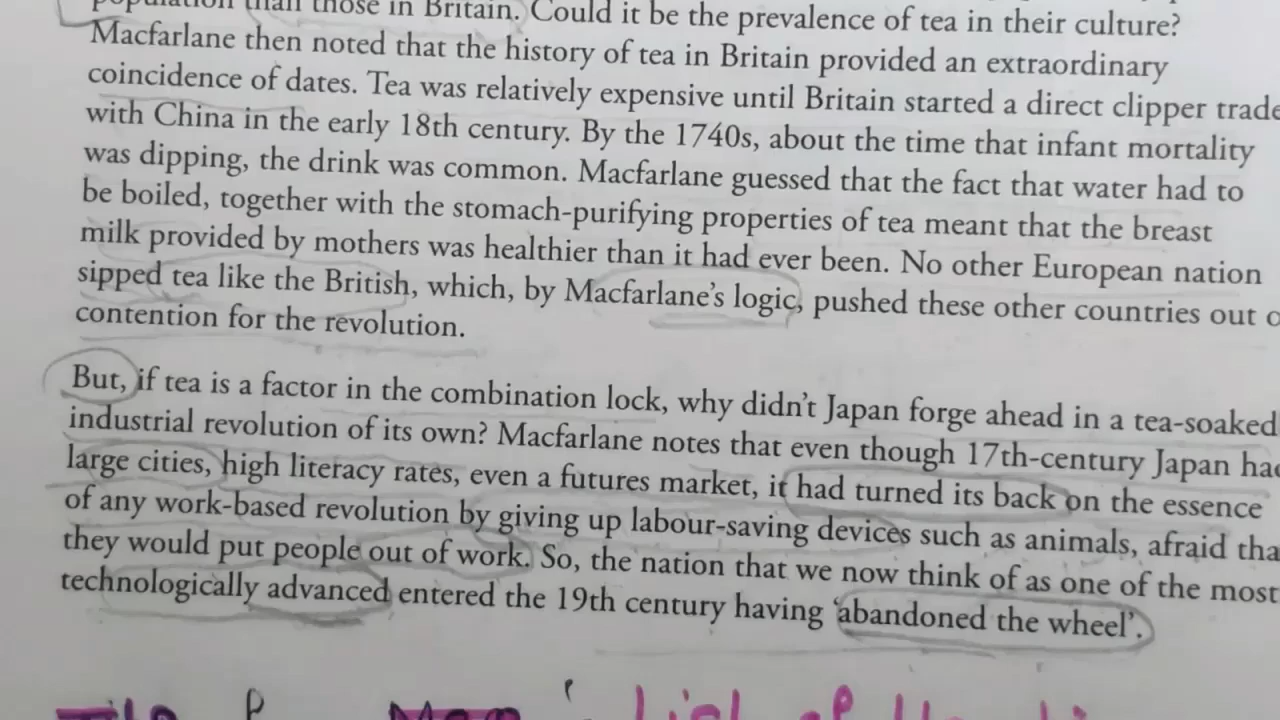 population than those in Britain. Could it be the prevalence of tea in their culture?
Macfarlane then noted that the history of tea in Britain provided an extraordinary
coincidence of dates. Tea was relatively expensive until Britain started a direct clipper trade
with China in the early 18th century. By the 1740s, about the time that infant mortality
was dipping, the drink was common. Macfarlane guessed that the fact that water had to
be boiled, together with the stomach-purifying properties of tea meant that the breast
milk provided by mothers was healthier than it had ever been. No other European nation
sipped tea like the British, which, by Macfarlane's logic, pushed these other countries out o
contention for the revolution.
But, if tea is a factor in the combination lock, why didn't Japan forge ahead in a tea-soaked
industrial revolution of its own? Macfarlane notes that even though 17th-century Japan had
large cities, high literacy rates, even a futures market, it had turned its back on the essence
of any work-based revolution by giving up labour-saving devices such as animals, afraid tha
they would put people out of work. So, the nation that we now think of as one of the most
technologically advanced entered the 19th century having 'abandoned the wheel'.